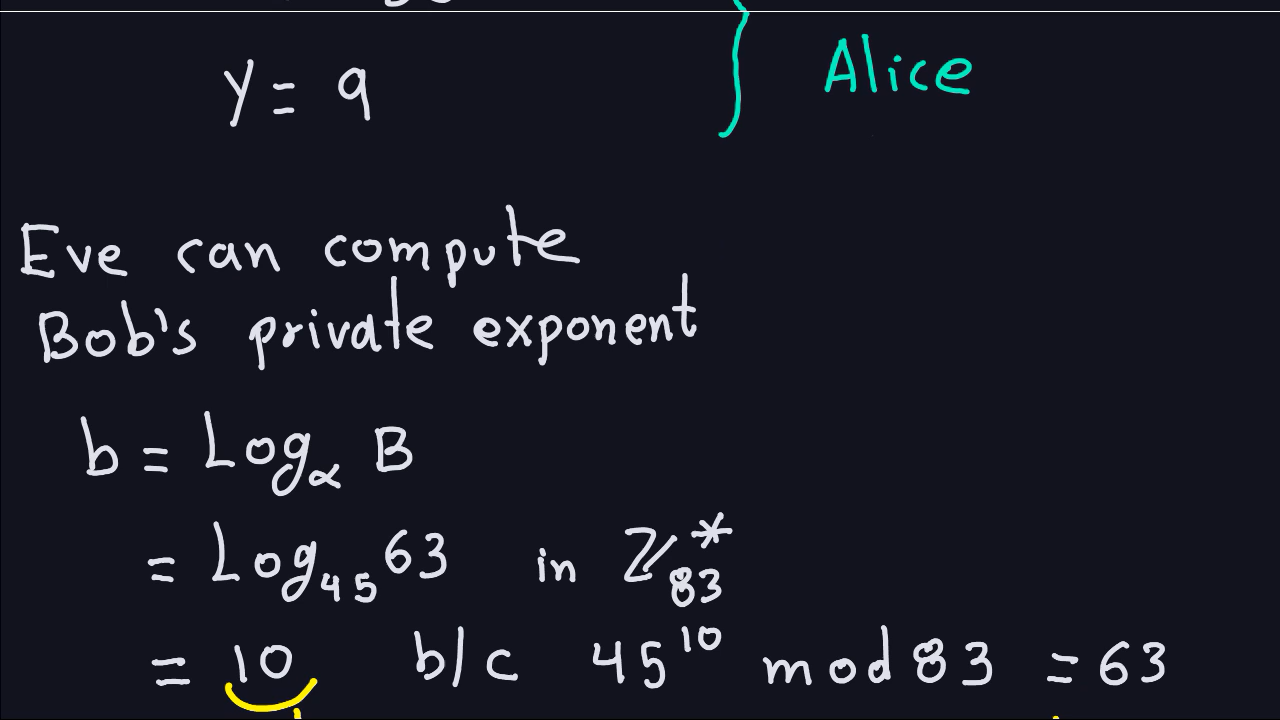 y = 9
Alice
Eve can compute
Bob's private exponent
b = Log_α B
= Log_45 63 in ℤ*_83
= 10 b/c 45^10 mod 83 = 63